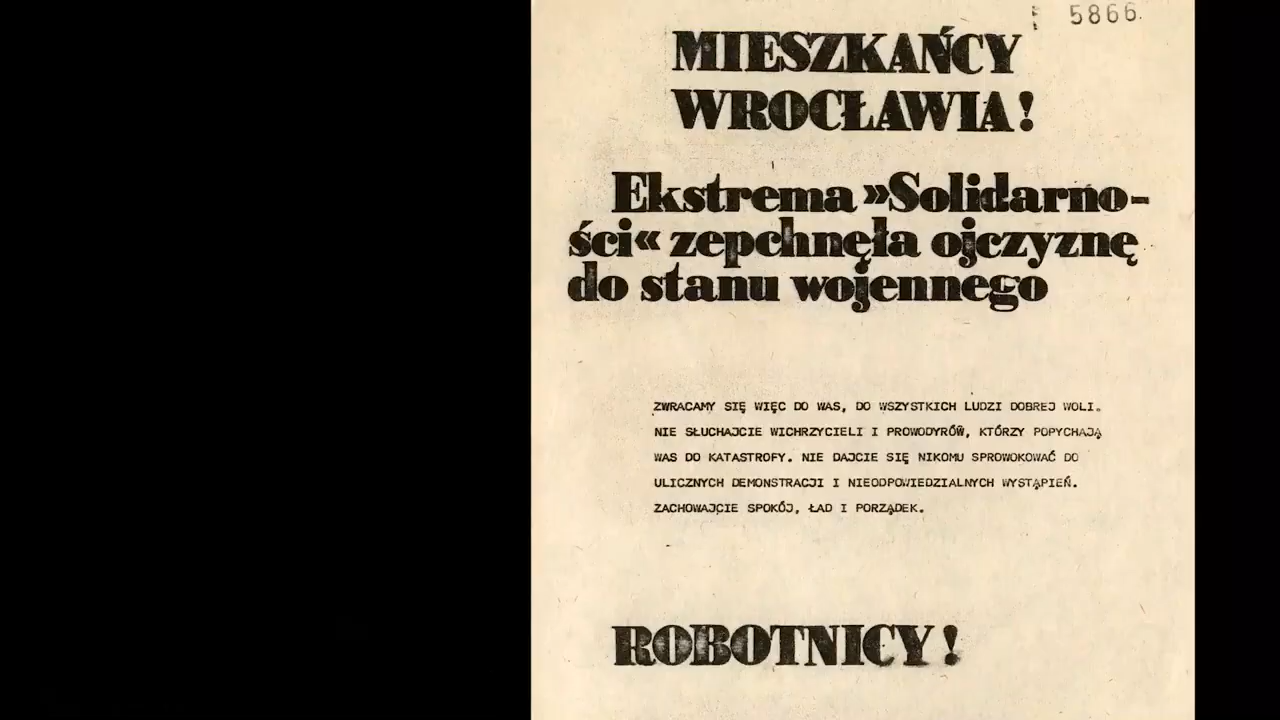 5866
MIESZKAŃCY
WROCŁAWIA!
Ekstrema »Solidarno-
ści« zepchnęła ojczyznę
do stanu wojennego
ZWRACAMY SIĘ WIĘC DO WAS, DO WSZYSTKICH LUDZI DOBREJ WOLI.
NIE SŁUCHAJCIE WICHRZYCIELI I PROWODYRÓW, KTÓRZY POPYCHAJĄ
WAS DO KATASTROFY. NIE DAJCIE SIĘ NIKOMU SPROWOKOWAĆ DO
ULICZNYCH DEMONSTRACJI I NIEODPOWIEDZIALNYCH WYSTĄPIEŃ.
ZACHOWAJCIE SPOKÓJ, ŁAD I PORZĄDEK.
ROBOTNICY!